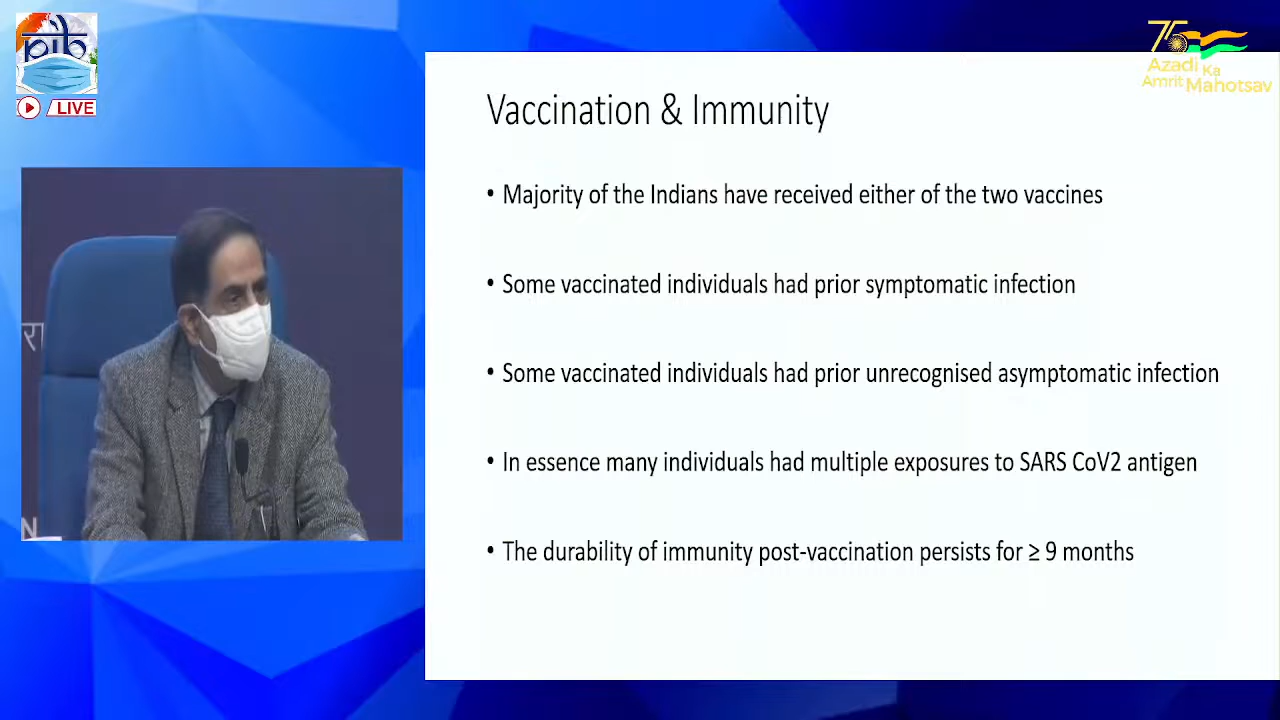 pib
LIVE
75
Azadi Ka
Amrit Mahotsav
रा
N
Vaccination & Immunity
• Majority of the Indians have received either of the two vaccines
• Some vaccinated individuals had prior symptomatic infection
• Some vaccinated individuals had prior unrecognised asymptomatic infection
• In essence many individuals had multiple exposures to SARS CoV2 antigen
• The durability of immunity post-vaccination persists for ≥ 9 months